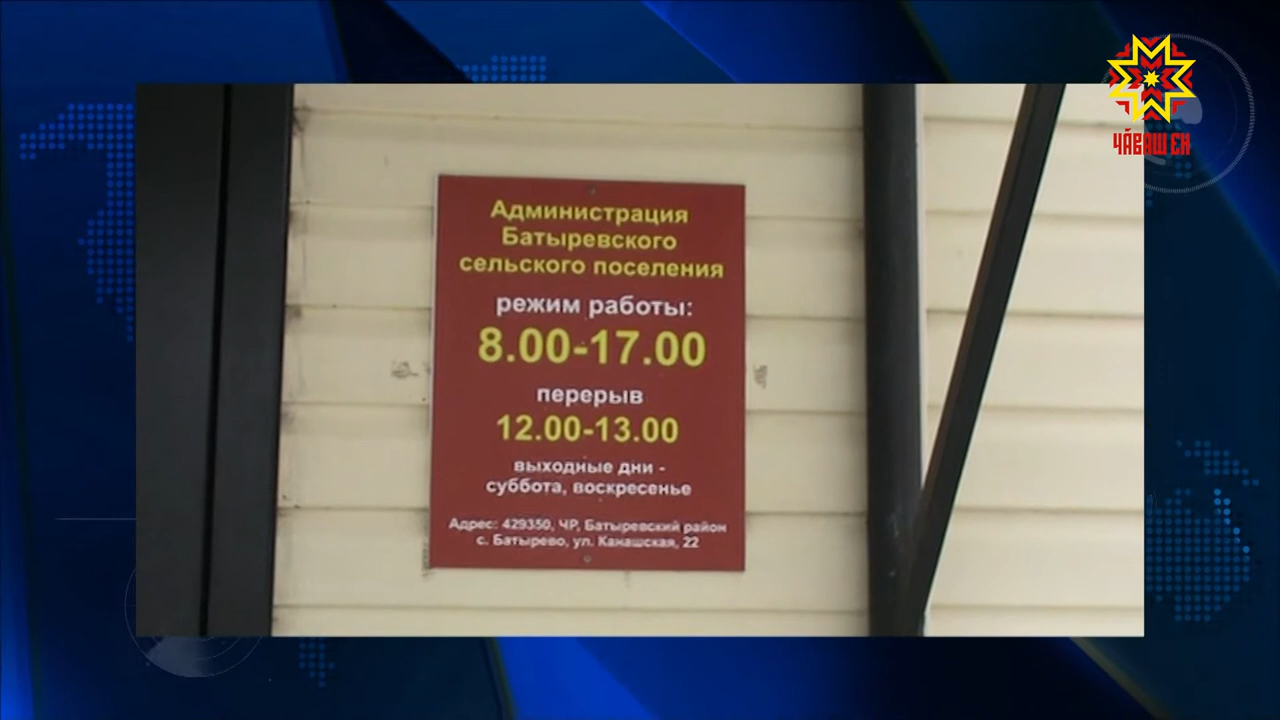 Администрация
Батыревского
сельского поселения
режим работы:
8.00-17.00
перерыв
12.00-13.00
выходные дни -
суббота, воскресенье
Адрес: 429350, ЧР, Батыревский район
с. Батырево, ул. Канашская, 22
ЧӐВАШ ЕН